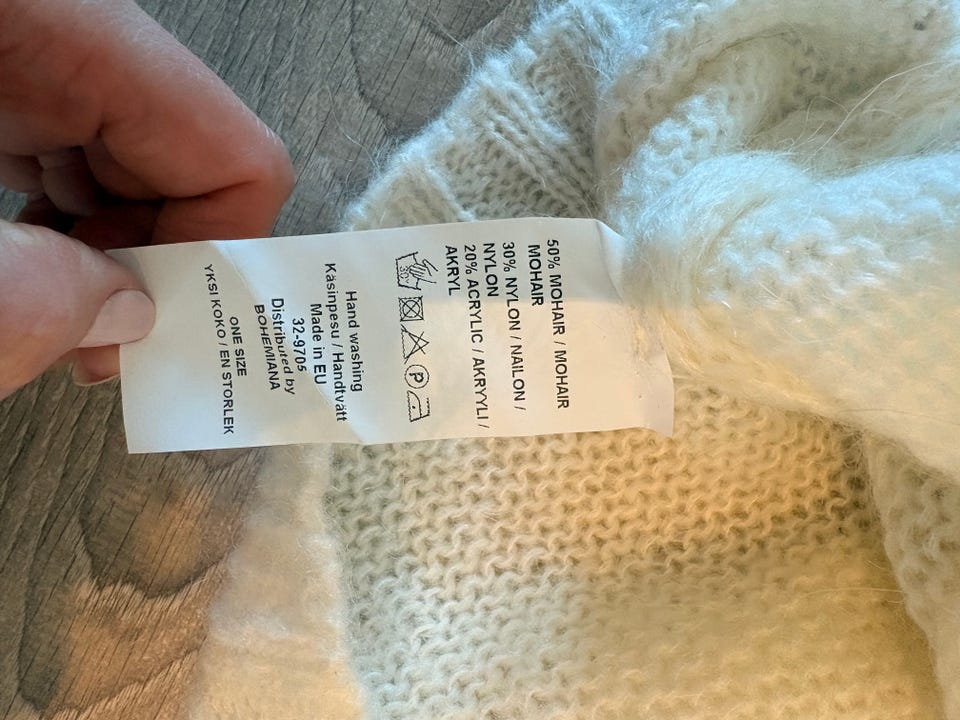 50% MOHAIR / MOHAIR
MOHAIR
30% NYLON / NAILON /
NYLON
20% ACRYLIC / AKRYYLI /
AKRYL
30C
P
Hand washing
Käsinpesu / Handtvätt
Made in EU
32-9705
Distributed by
BOHEMIANA
ONE SIZE
YKSI KOKO / EN STORLEK